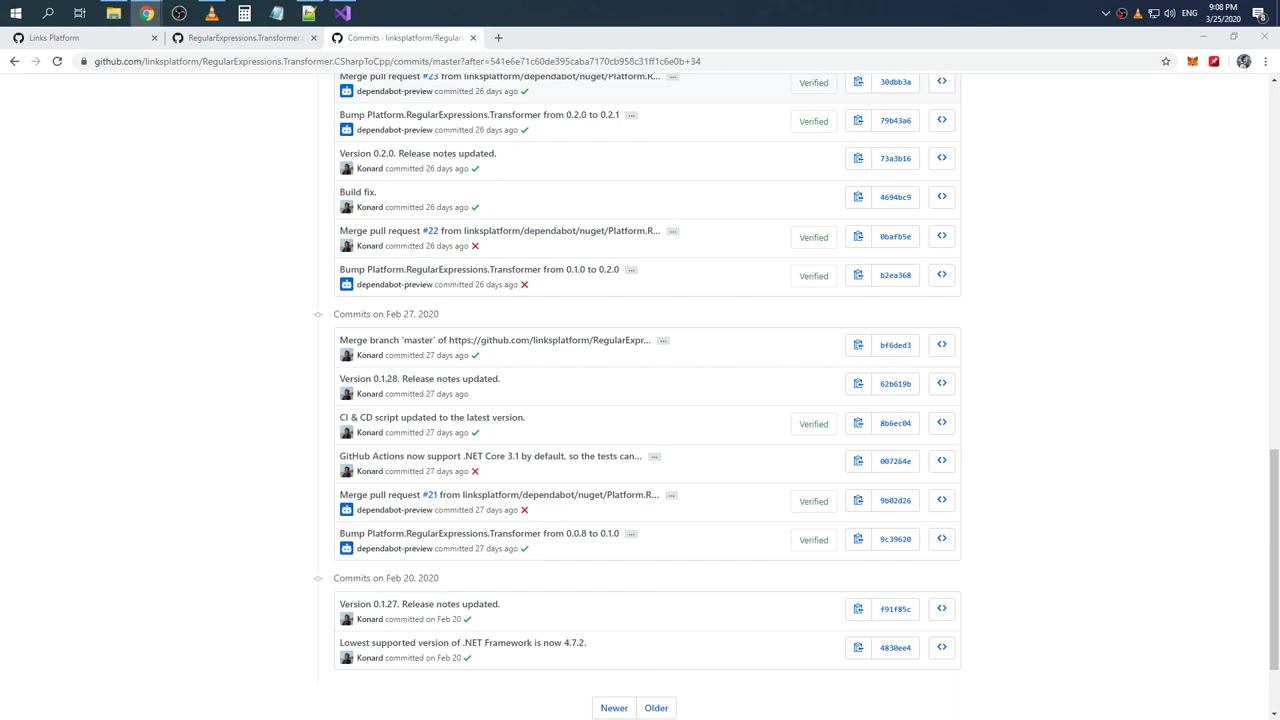 9:08 PM
ENG
3/25/2020
8
Links Platform
RegularExpressions.Transformer.C
Commits · linksplatform/Regular
github.com/linksplatform/RegularExpressions.Transformer.CSharpToCpp/commits/master?after=541e6e71c60de395caba7170cb958c31ff1c6e0b+34
Merge pull request #23 from linksplatform/dependabot/nuget/Platform.R... ...
Verified
30dbb3a
dependabot-preview committed 26 days ago
Bump Platform.RegularExpressions.Transformer from 0.2.0 to 0.2.1 ...
Verified
79b43a6
dependabot-preview committed 26 days ago
Version 0.2.0. Release notes updated.
73a3b16
Konard committed 26 days ago
Build fix.
4694bc9
Konard committed 26 days ago
Merge pull request #22 from linksplatform/dependabot/nuget/Platform.R... ...
Verified
0bafb5e
Konard committed 26 days ago
Bump Platform.RegularExpressions.Transformer from 0.1.0 to 0.2.0 ...
Verified
b2ea368
dependabot-preview committed 26 days ago
Commits on Feb 27, 2020
Merge branch 'master' of https://github.com/linksplatform/RegularExpr... ...
bf6ded3
Konard committed 27 days ago
Version 0.1.28. Release notes updated.
62b619b
Konard committed 27 days ago
CI & CD script updated to the latest version.
Verified
8b6ec04
Konard committed 27 days ago
GitHub Actions now support .NET Core 3.1 by default, so the tests can... ...
007264e
Konard committed 27 days ago
Merge pull request #21 from linksplatform/dependabot/nuget/Platform.R... ...
Verified
9b02d26
dependabot-preview committed 27 days ago
Bump Platform.RegularExpressions.Transformer from 0.0.8 to 0.1.0 ...
Verified
9c39620
dependabot-preview committed 27 days ago
Commits on Feb 20, 2020
Version 0.1.27. Release notes updated.
f91f85c
Konard committed on Feb 20
Lowest supported version of .NET Framework is now 4.7.2.
4830ee4
Konard committed on Feb 20
Newer
Older